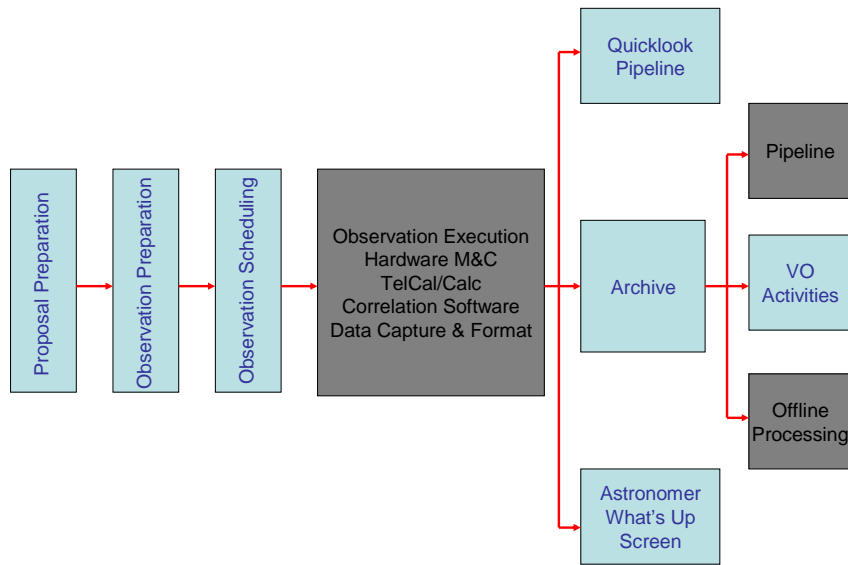 Proposal Preparation
Observation Preparation
Observation Scheduling
Observation Execution
Hardware M&C
TelCal/Calc
Correlation Software
Data Capture & Format
Quicklook
Pipeline
Archive
Astronomer
What's Up
Screen
Pipeline
VO
Activities
Offline
Processing